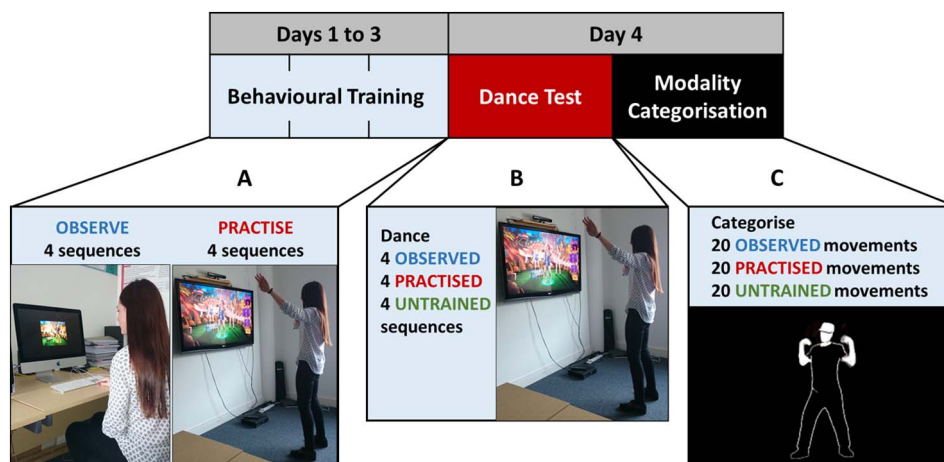 Days 1 to 3
Day 4
Behavioural Training
Dance Test
Modality
Categorisation
A
B
C
OBSERVE
4 sequences
PRACTISE
4 sequences
Dance
4 OBSERVED
4 PRACTISED
4 UNTRAINED
sequences
Categorise
20 OBSERVED movements
20 PRACTISED movements
20 UNTRAINED movements